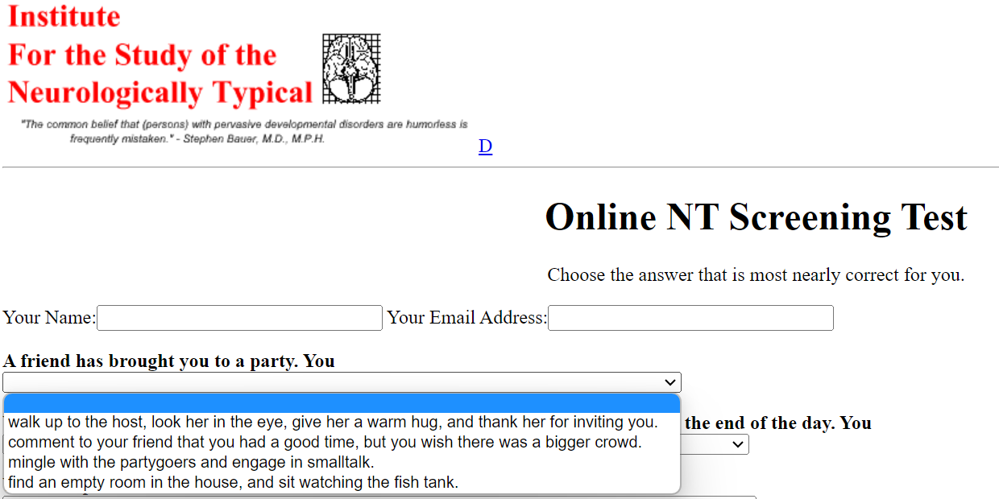 Institute
For the Study of the
Neurologically Typical
"The common belief that (persons) with pervasive developmental disorders are humorless is
frequently mistaken." - Stephen Bauer, M.D., M.P.H.
D
Online NT Screening Test
Choose the answer that is most nearly correct for you.
Your Name: Your Email Address:
A friend has brought you to a party. You
walk up to the host, look her in the eye, give her a warm hug, and thank her for inviting you.
the end of the day. You
comment to your friend that you had a good time, but you wish there was a bigger crowd.
mingle with the partygoers and engage in smalltalk.
find an empty room in the house, and sit watching the fish tank.